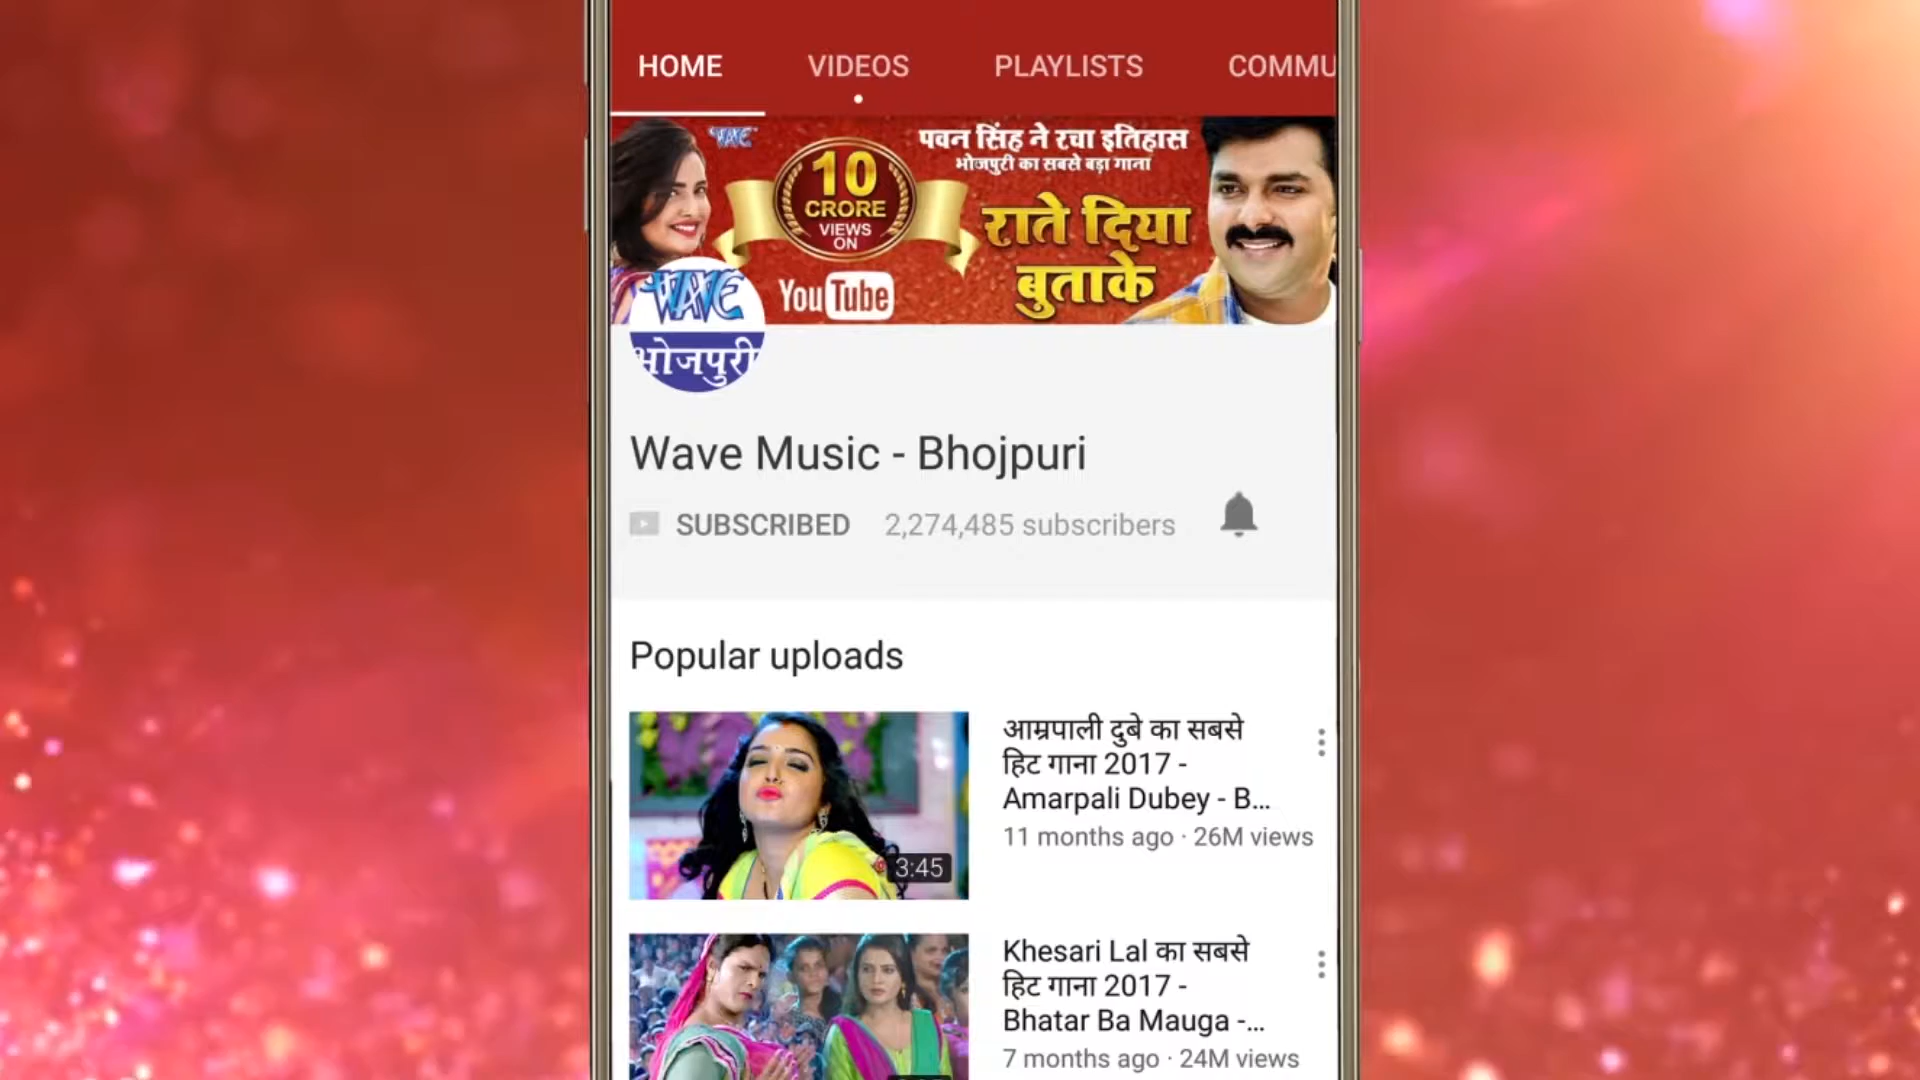 HOME VIDEOS PLAYLISTS COMMU
WAVE
पवन सिंह ने रचा इतिहास
भोजपुरी का सबसे बड़ा गाना
10
CRORE
VIEWS
ON
YouTube
राते दिया
बुताके
WAVE
भोजपुरी
Wave Music - Bhojpuri
SUBSCRIBED 2,274,485 subscribers
Popular uploads
3:45
आम्रपाली दुबे का सबसे
हिट गाना 2017 -
Amarpali Dubey - B...
11 months ago · 26M views
Khesari Lal का सबसे
हिट गाना 2017 -
Bhatar Ba Mauga -...
7 months ago · 24M views